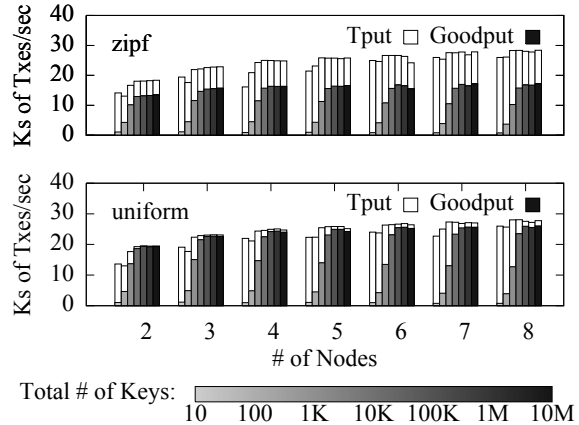 Ks of Txes/sec
40
30
20
10
0
zipf
Tput Goodput
Ks of Txes/sec
40
30
20
10
0
uniform
Tput Goodput
2 3 4 5 6 7 8
# of Nodes
Total # of Keys:
10 100 1K 10K 100K 1M 10M